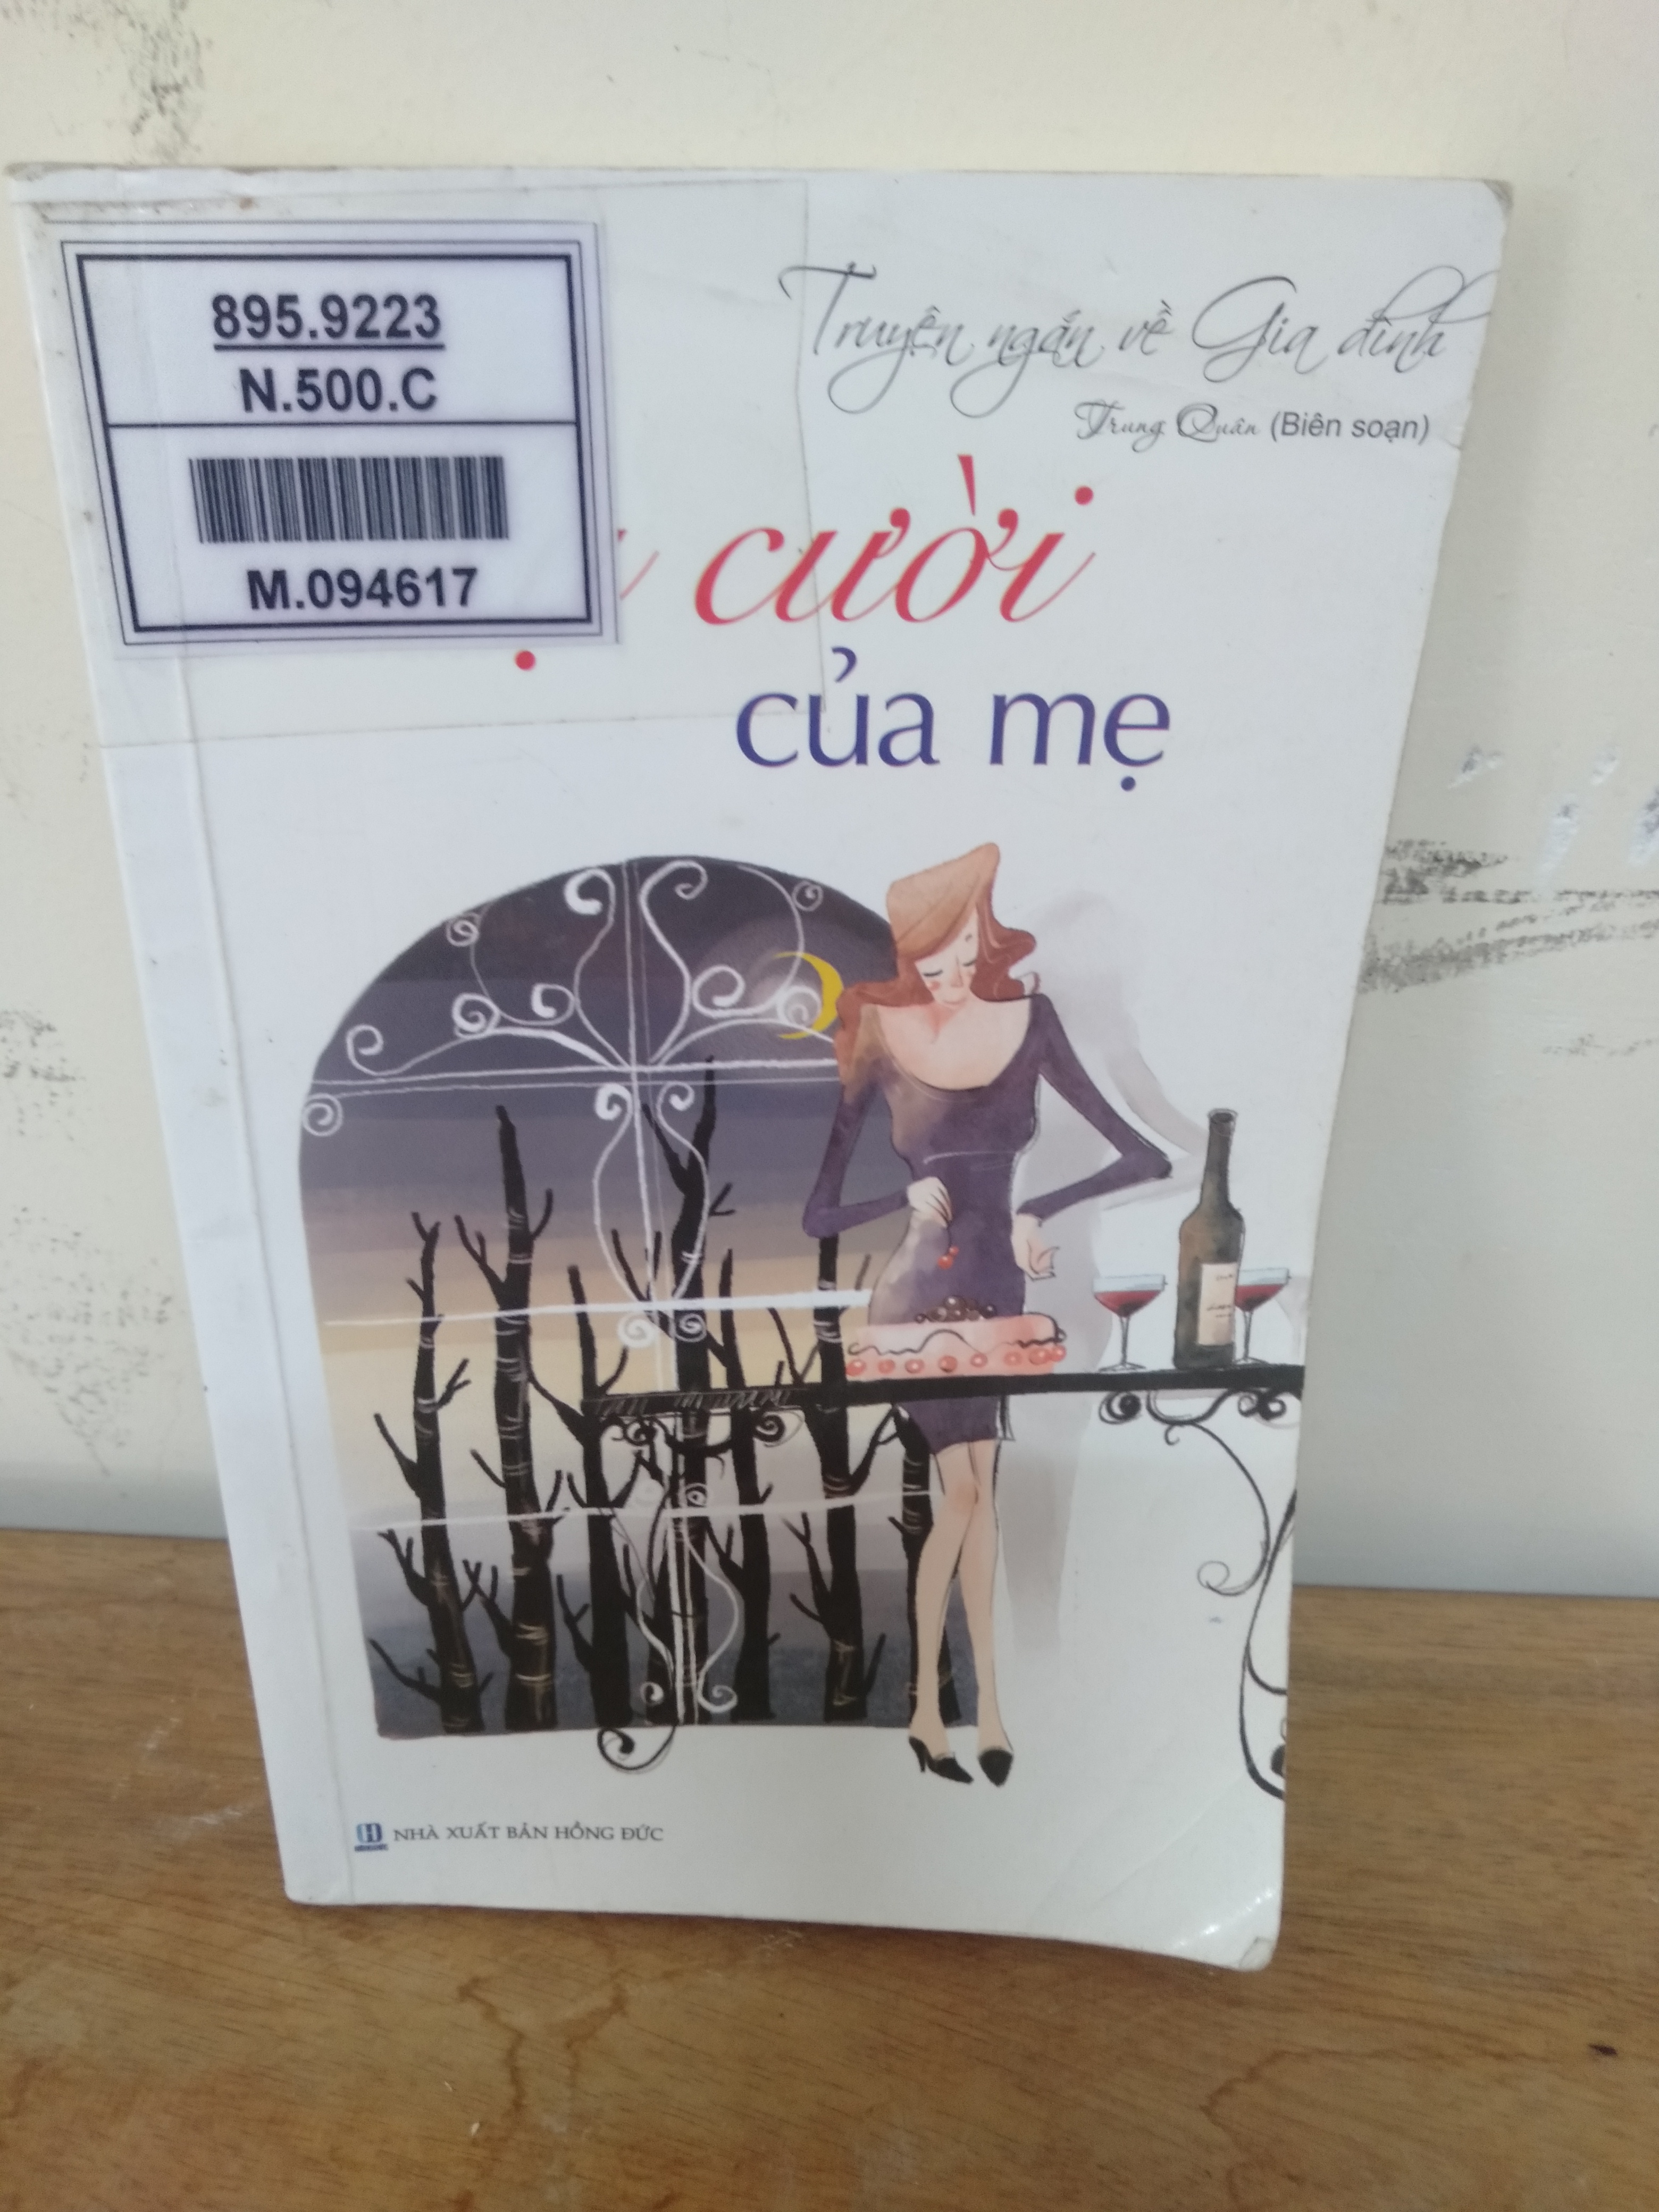 895.9223
N.500.C
M.094617
Truyện ngắn về Gia đình
Trung Quân (Biên soạn)
cười
của mẹ
NHÀ XUẤT BẢN HỒNG ĐỨC